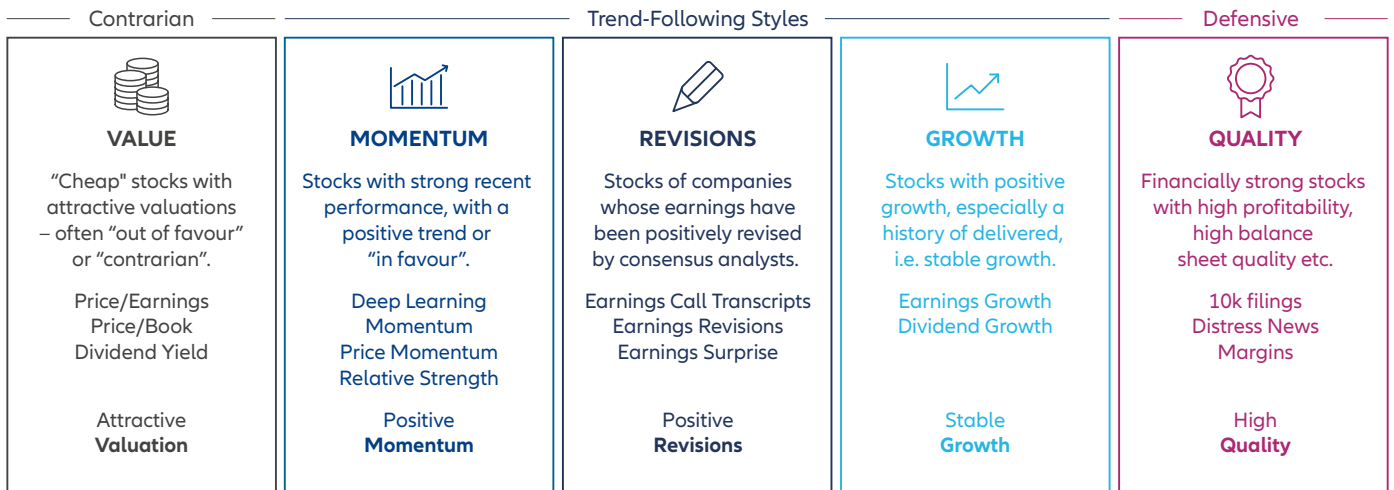 Contrarian
Trend-Following Styles
Defensive
VALUE
“Cheap" stocks with
attractive valuations
– often “out of favour”
or “contrarian”.
Price/Earnings
Price/Book
Dividend Yield
Attractive
Valuation
MOMENTUM
Stocks with strong recent
performance, with a
positive trend or
“in favour”.
Deep Learning
Momentum
Price Momentum
Relative Strength
Positive
Momentum
REVISIONS
Stocks of companies
whose earnings have
been positively revised
by consensus analysts.
Earnings Call Transcripts
Earnings Revisions
Earnings Surprise
Positive
Revisions
GROWTH
Stocks with positive
growth, especially a
history of delivered,
i.e. stable growth.
Earnings Growth
Dividend Growth
Stable
Growth
QUALITY
Financially strong stocks
with high profitability,
high balance
sheet quality etc.
10k filings
Distress News
Margins
High
Quality